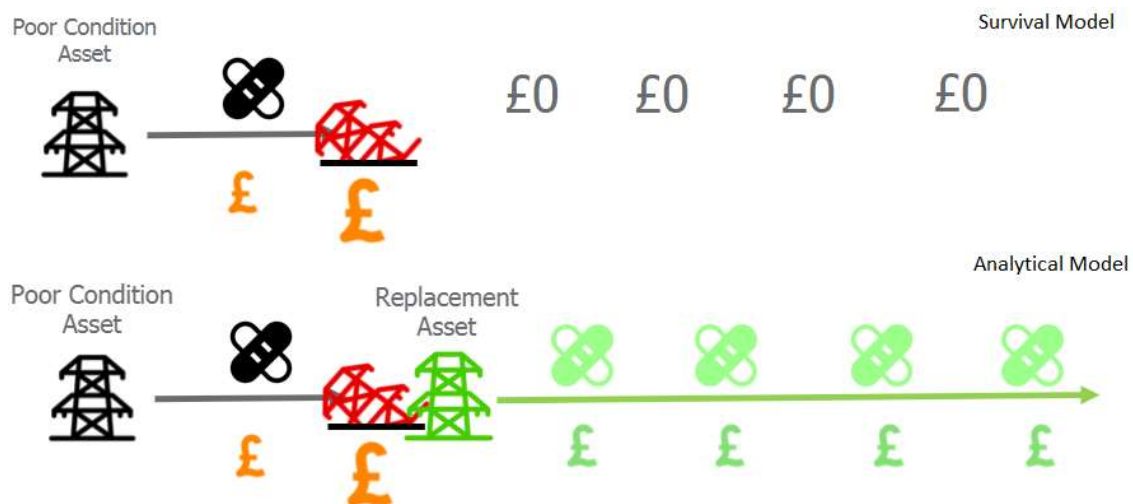 Survival Model
Poor Condition
Asset
£0 £0 £0 £0
£ £
Analytical Model
Poor Condition
Asset
Replacement
Asset
£ £ £ £ £ £